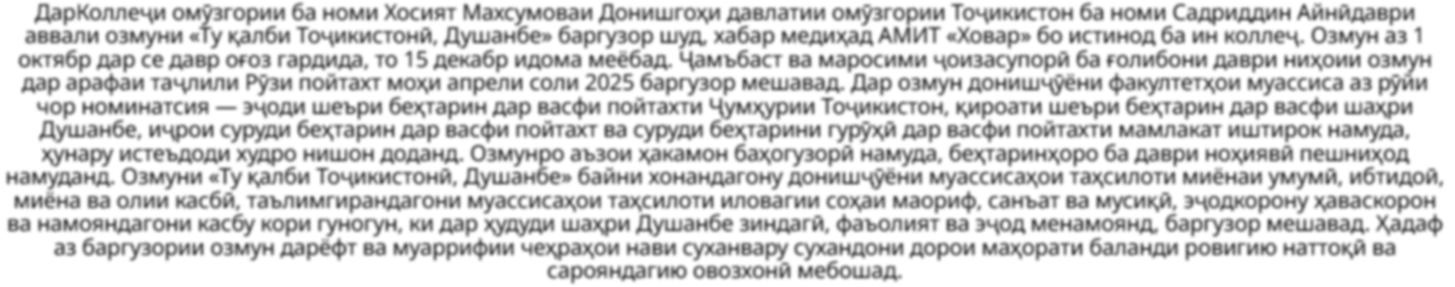 ДарКоллеҷи омӯзгории ба номи Хосият Махсумоваи Донишгоҳи давлатии омӯзгории Тоҷикистон ба номи Садриддин Айнӣдаври
аввали озмуни «Ту қалби Тоҷикистонӣ, Душанбе» баргузор шуд, хабар медиҳад АМИТ «Ховар» бо истинод ба ин коллеҷ. Озмун аз 1
октябр дар се давр оғоз гардида, то 15 декабр идома меёбад. Ҷамъбаст ва маросими ҷоизасупорӣ ба ғолибони даври ниҳоии озмун
дар арафаи таҷлили Рӯзи пойтахт моҳи апрели соли 2025 баргузор мешавад. Дар озмун донишҷӯёни факултетҳои муассиса аз рӯйи
чор номинатсия — эҷоди шеъри беҳтарин дар васфи пойтахти Ҷумҳурии Тоҷикистон, қироати шеъри беҳтарин дар васфи шаҳри
Душанбе, иҷрои суруди беҳтарин дар васфи пойтахт ва суруди беҳтарини гурӯҳӣ дар васфи пойтахти мамлакат иштирок намуда,
ҳунару истеъдоди худро нишон доданд. Озмунро аъзои ҳакамон баҳогузорӣ намуда, беҳтаринҳоро ба даври ноҳиявӣ пешниҳод
намуданд. Озмуни «Ту қалби Тоҷикистонӣ, Душанбе» байни хонандагону донишҷӯёни муассисаҳои таҳсилоти миёнаи умумӣ, ибтидоӣ,
миёна ва олии касбӣ, таълимгирандагони муассисаҳои таҳсилоти иловагии соҳаи маориф, санъат ва мусиқӣ, эҷодкорону ҳаваскорон
ва намояндагони касбу кори гуногун, ки дар ҳудуди шаҳри Душанбе зиндагӣ, фаъолият ва эҷод менамоянд, баргузор мешавад. Ҳадаф
аз баргузории озмун дарёфт ва муаррифии чеҳраҳои нави суханвару сухандони дорои маҳорати баланди ровигию наттоқӣ ва
сарояндагию овозхонӣ мебошад.